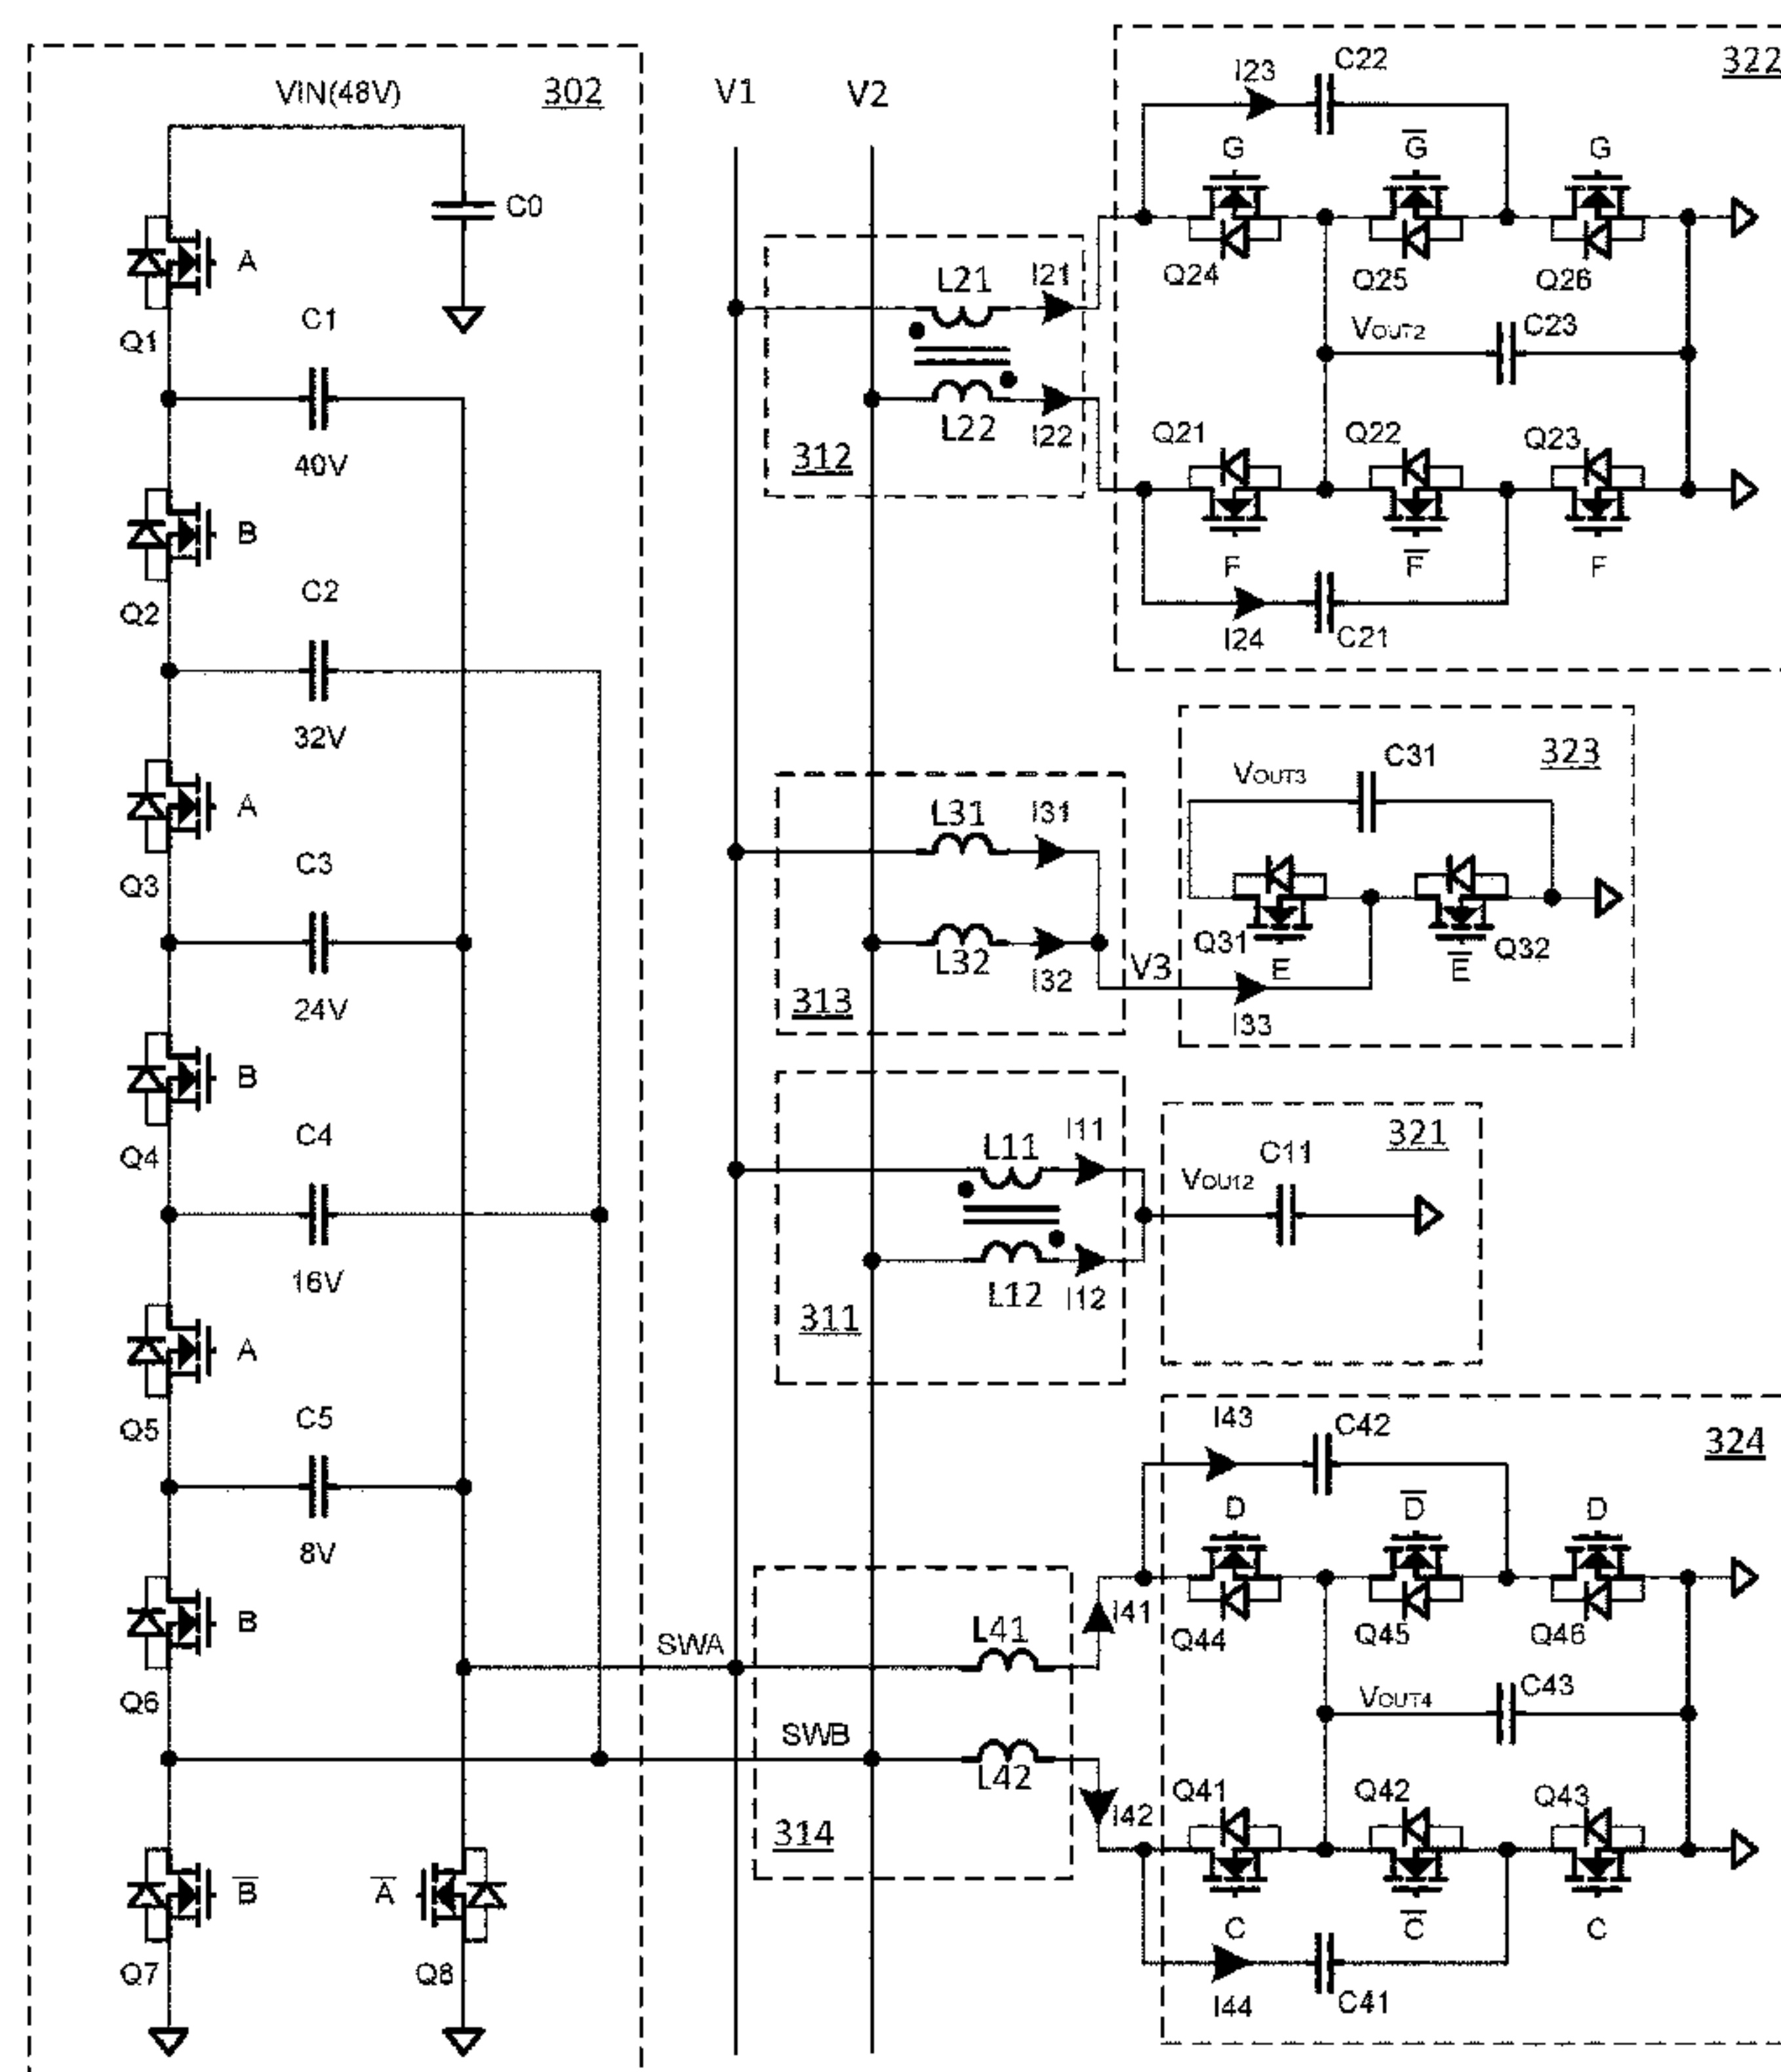 VIN(48V)
302
C0
A
Q1
C1
40V
B
Q2
C2
32V
A
Q3
C3
24V
B
Q4
C4
16V
A
Q5
C5
8V
B
Q6
SWA
SWB
B̅
Q7
A̅
Q8
V1
V2
L21
I21
L22
I22
312
322
I23
C22
G
G̅
G
Q24
Q25
Q26
VOUT2
C23
Q21
Q22
Q23
F
F̅
F
I24
C21
L31
I31
L32
I32
313
V3
323
VOUT3
C31
Q31
E
E̅
Q32
I33
L11
I11
L12
I12
311
321
VOU12
C11
L41
I41
L42
I42
314
324
I43
C42
D
D̅
D
Q44
Q45
Q46
VOUT4
C43
Q41
Q42
Q43
C
C̅
C
I44
C41